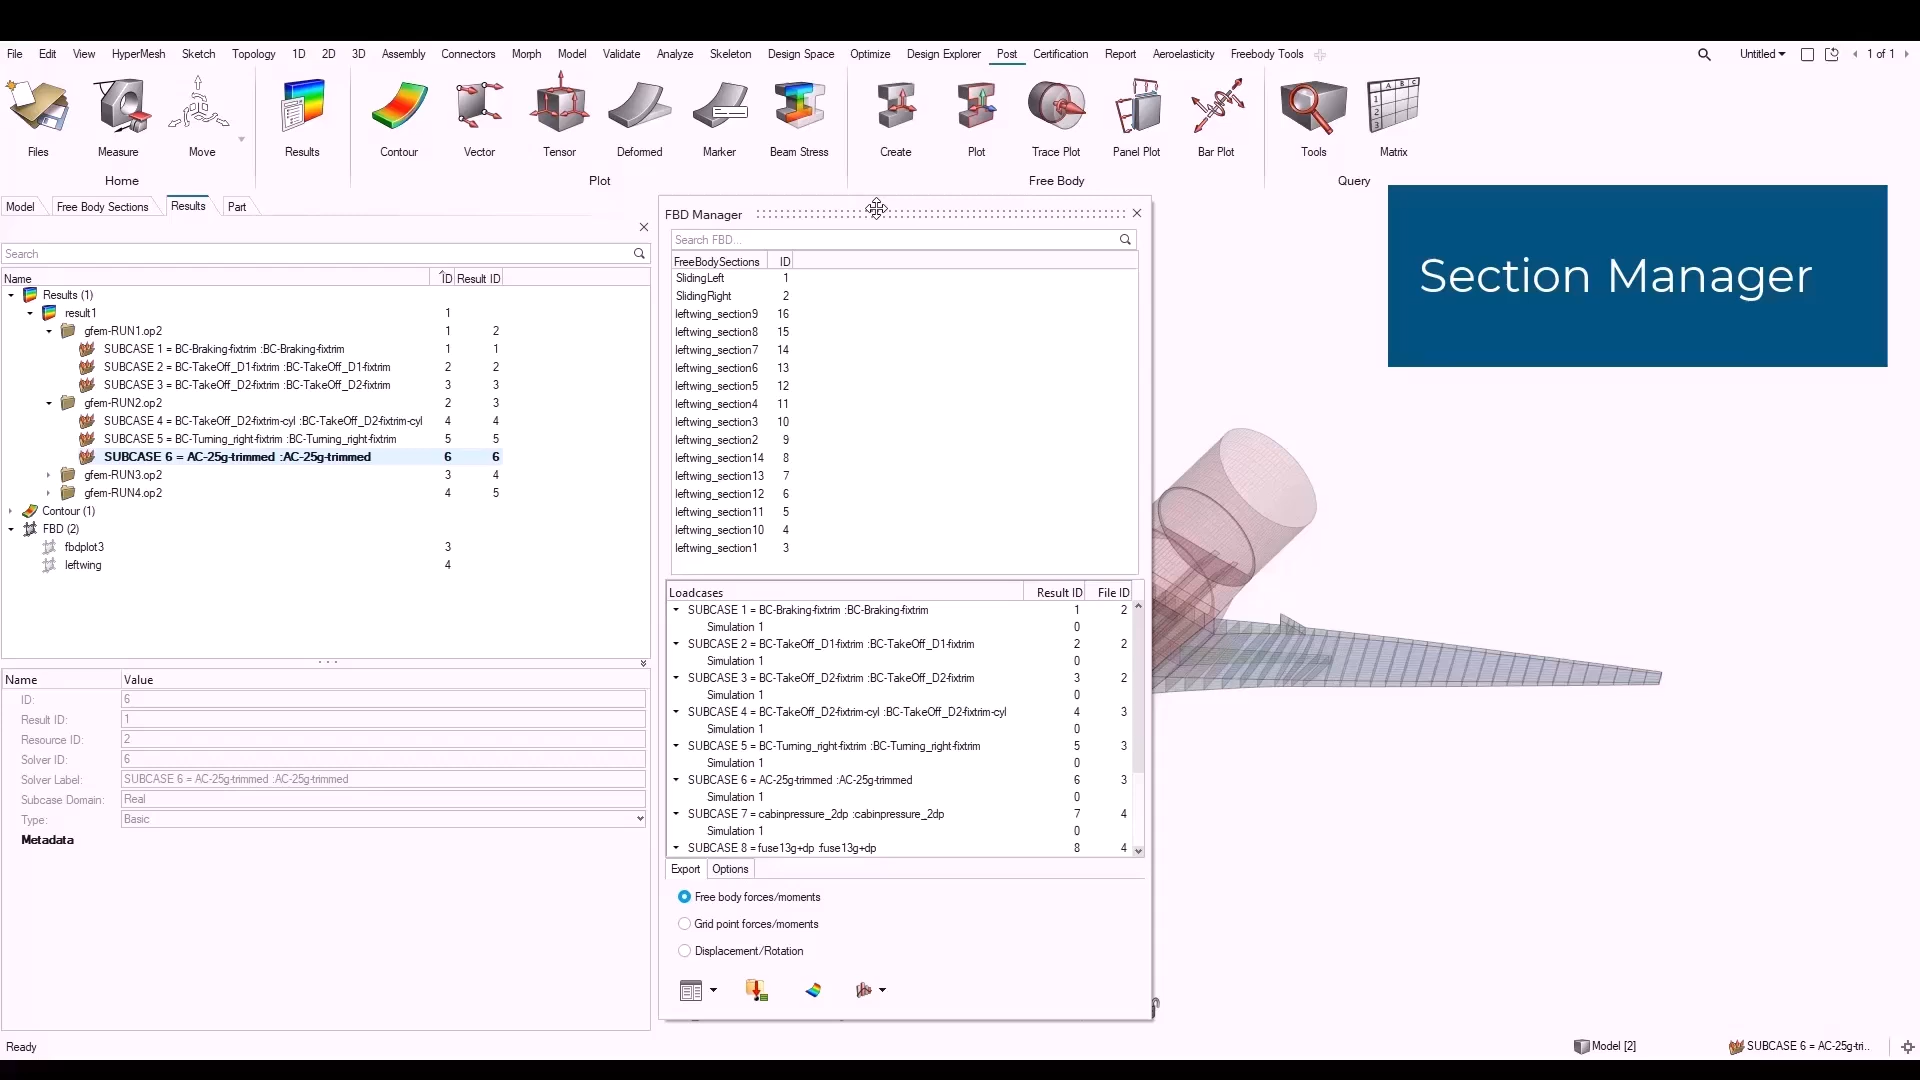 File Edit View HyperMesh Sketch Topology 1D 2D 3D Assembly Connectors Morph Model Validate Analyze Skeleton Design Space Optimize Design Explorer Post Certification Report Aeroelasticity Freebody Tools Untitled 1 of 1
Files Measure Move Results Contour Vector Tensor Deformed Marker Beam Stress Create Plot Trace Plot Panel Plot Bar Plot Tools Matrix
Home Plot Free Body Query
Model Free Body Sections Results Part
Search
Name ID Result ID
Results (1)
result1 1
gfem-RUN1.op2 1 2
SUBCASE 1 = BC-Braking-fixtrim :BC-Braking-fixtrim 1 1
SUBCASE 2 = BC-TakeOff_D1-fixtrim :BC-TakeOff_D1-fixtrim 2 2
SUBCASE 3 = BC-TakeOff_D2-fixtrim :BC-TakeOff_D2-fixtrim 3 3
gfem-RUN2.op2 2 3
SUBCASE 4 = BC-TakeOff_D2-fixtrim-cyl :BC-TakeOff_D2-fixtrim-cyl 4 4
SUBCASE 5 = BC-Turning_right-fixtrim :BC-Turning_right-fixtrim 5 5
SUBCASE 6 = AC-25g-trimmed :AC-25g-trimmed 6 6
gfem-RUN3.op2 3 4
gfem-RUN4.op2 4 5
Contour (1)
FBD (2)
fbdplot3 3
leftwing 4
Name Value
ID: 6
Result ID: 1
Resource ID: 2
Solver ID: 6
Solver Label: SUBCASE 6 = AC-25g-trimmed :AC-25g-trimmed
Subcase Domain: Real
Type: Basic
Metadata
FBD Manager
Search FBD...
FreeBodySections ID
SlidingLeft 1
SlidingRight 2
leftwing_section9 16
leftwing_section8 15
leftwing_section7 14
leftwing_section6 13
leftwing_section5 12
leftwing_section4 11
leftwing_section3 10
leftwing_section2 9
leftwing_section14 8
leftwing_section13 7
leftwing_section12 6
leftwing_section11 5
leftwing_section10 4
leftwing_section1 3
Loadcases Result ID File ID
SUBCASE 1 = BC-Braking-fixtrim :BC-Braking-fixtrim 1 2
Simulation 1 0
SUBCASE 2 = BC-TakeOff_D1-fixtrim :BC-TakeOff_D1-fixtrim 2 2
Simulation 1 0
SUBCASE 3 = BC-TakeOff_D2-fixtrim :BC-TakeOff_D2-fixtrim 3 2
Simulation 1 0
SUBCASE 4 = BC-TakeOff_D2-fixtrim-cyl :BC-TakeOff_D2-fixtrim-cyl 4 3
Simulation 1 0
SUBCASE 5 = BC-Turning_right-fixtrim :BC-Turning_right-fixtrim 5 3
Simulation 1 0
SUBCASE 6 = AC-25g-trimmed :AC-25g-trimmed 6 3
Simulation 1 0
SUBCASE 7 = cabinpressure_2dp :cabinpressure_2dp 7 4
Simulation 1 0
SUBCASE 8 = fuse13g+dp :fuse13g+dp 8 4
Export Options
Free body forces/moments
Grid point forces/moments
Displacement/Rotation
Section Manager
Ready Model [2] SUBCASE 6 = AC-25g-tri..